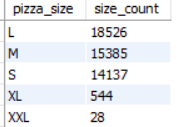 pizza_size size_count
L 18526
M 15385
S 14137
XL 544
XXL 28